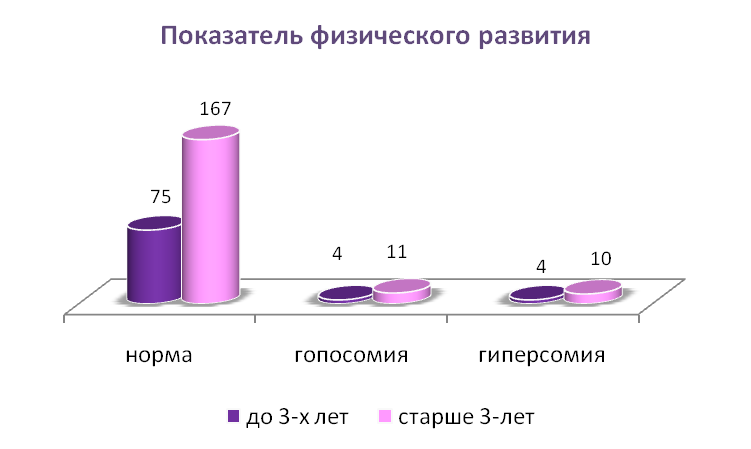 Показатель физического развития
167
75
4
11
4
10
норма
гопосомия
гиперсомия
до 3-х лет
старше 3-лет